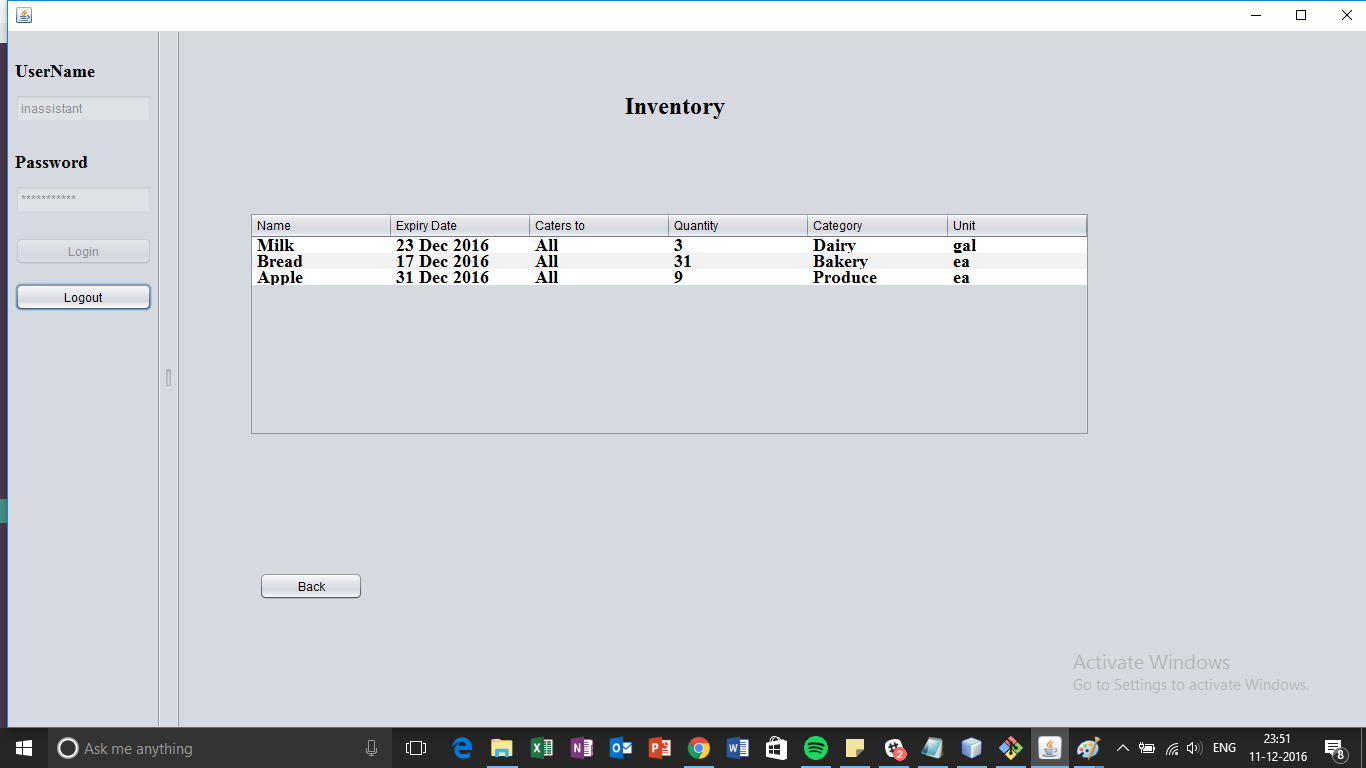 UserName
inassistant
Password
***********
Login
Logout
Inventory
Name Expiry Date Caters to Quantity Category Unit
Milk 23 Dec 2016 All 3 Dairy gal
Bread 17 Dec 2016 All 31 Bakery ea
Apple 31 Dec 2016 All 9 Produce ea
Back
Activate Windows
Go to Settings to activate Windows.
Ask me anything
2
ENG
23:51
11-12-2016
8